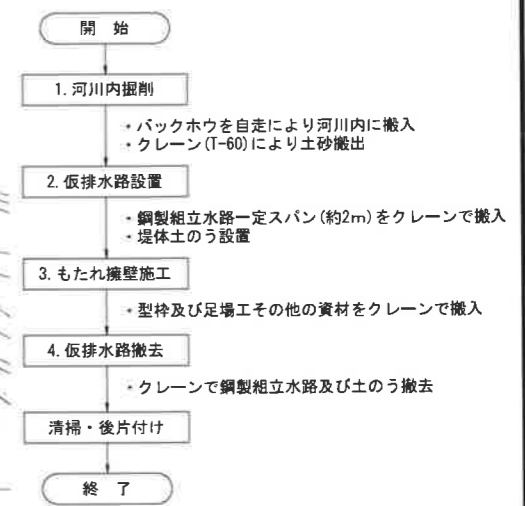 開 始
1. 河川内掘削
・バックホウを自走により河川内に搬入
・クレーン(T-60)により土砂搬出
2. 仮排水路設置
・鋼製組立水路一定スパン(約2m)をクレーンで搬入
・堤体土のう設置
3. もたれ擁壁施工
・型枠及び足場工その他の資材をクレーンで搬入
4. 仮排水路撤去
・クレーンで鋼製組立水路及び土のう撤去
清掃・後片付け
終 了